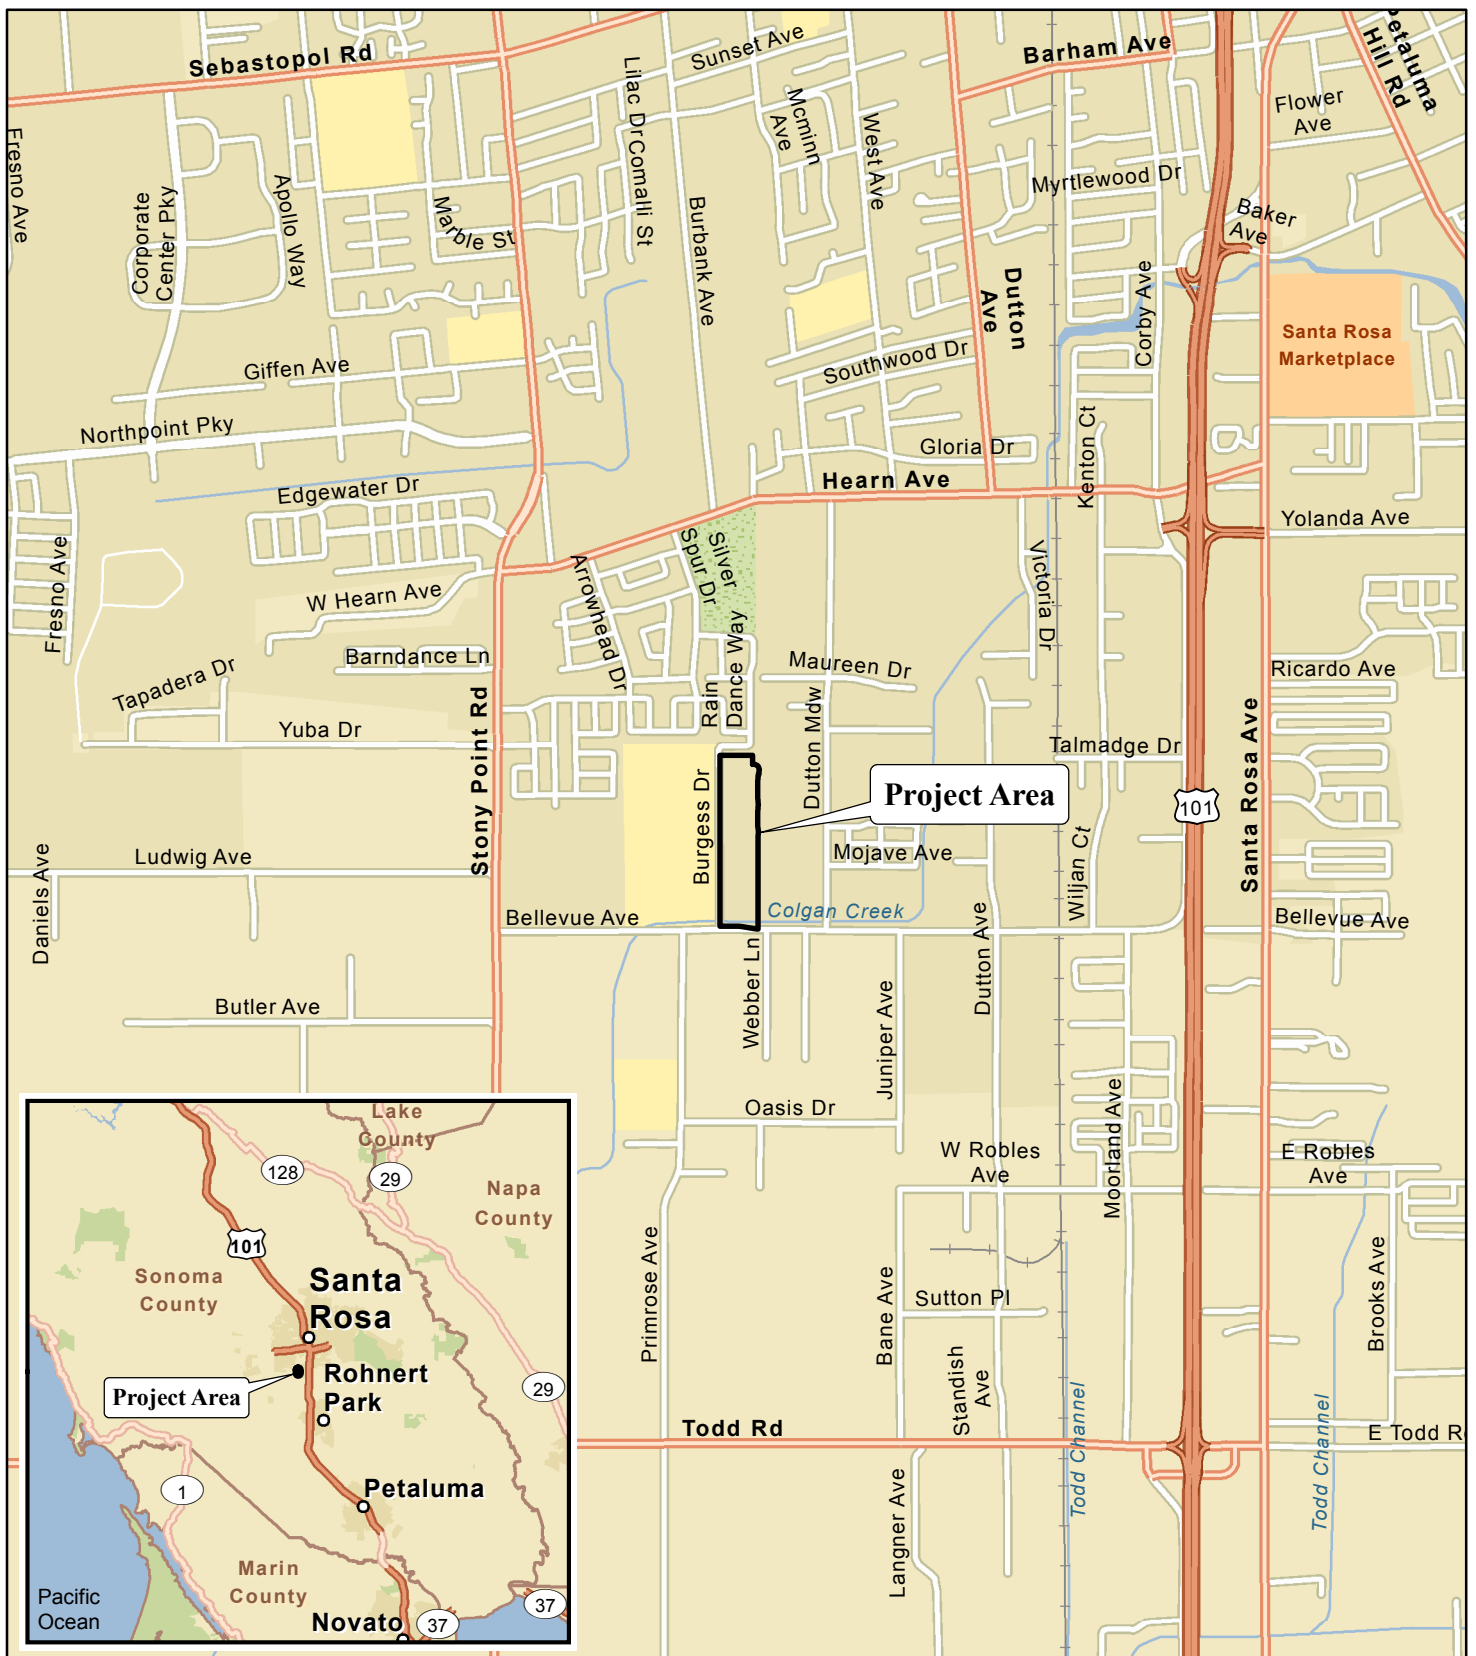 Sebastopol Rd
Sunset Ave
Barham Ave
Petaluma
Hill Rd
Flower
Ave
Fresno Ave
Lilac Dr
Comalli St
Mcminn
Ave
West Ave
Corporate
Center Pky
Apollo Way
Marble St
Burbank Ave
Myrtlewood Dr
Baker
Ave
Dutton
Ave
Corby Ave
Santa Rosa
Marketplace
Giffen Ave
Southwood Dr
Northpoint Pky
Gloria Dr
Kenton Ct
Edgewater Dr
Hearn Ave
Yolanda Ave
Fresno Ave
W Hearn Ave
Arrowhead Dr
Silver
Spur Dr
Victoria Dr
Barndance Ln
Tapadera Dr
Rain
Dance Way
Maureen Dr
Ricardo Ave
Yuba Dr
Stony Point Rd
Dutton Mdw
Talmadge Dr
Santa Rosa Ave
Burgess Dr
Project Area
101
Ludwig Ave
Mojave Ave
Wiljan Ct
Daniels Ave
Bellevue Ave
Colgan Creek
Bellevue Ave
Webber Ln
Dutton Ave
Butler Ave
Juniper Ave
Oasis Dr
Moorland Ave
W Robles
Ave
E Robles
Ave
Primrose Ave
Bane Ave
Sutton Pl
Brooks Ave
Standish
Ave
Todd Rd
Todd Channel
Todd Channel
E Todd R
Langner Ave
Lake
County
128
29
Napa
County
101
Sonoma
County
Santa
Rosa
Rohnert
Park
Project Area
29
1
Petaluma
Marin
County
Pacific
Ocean
Novato
37
37